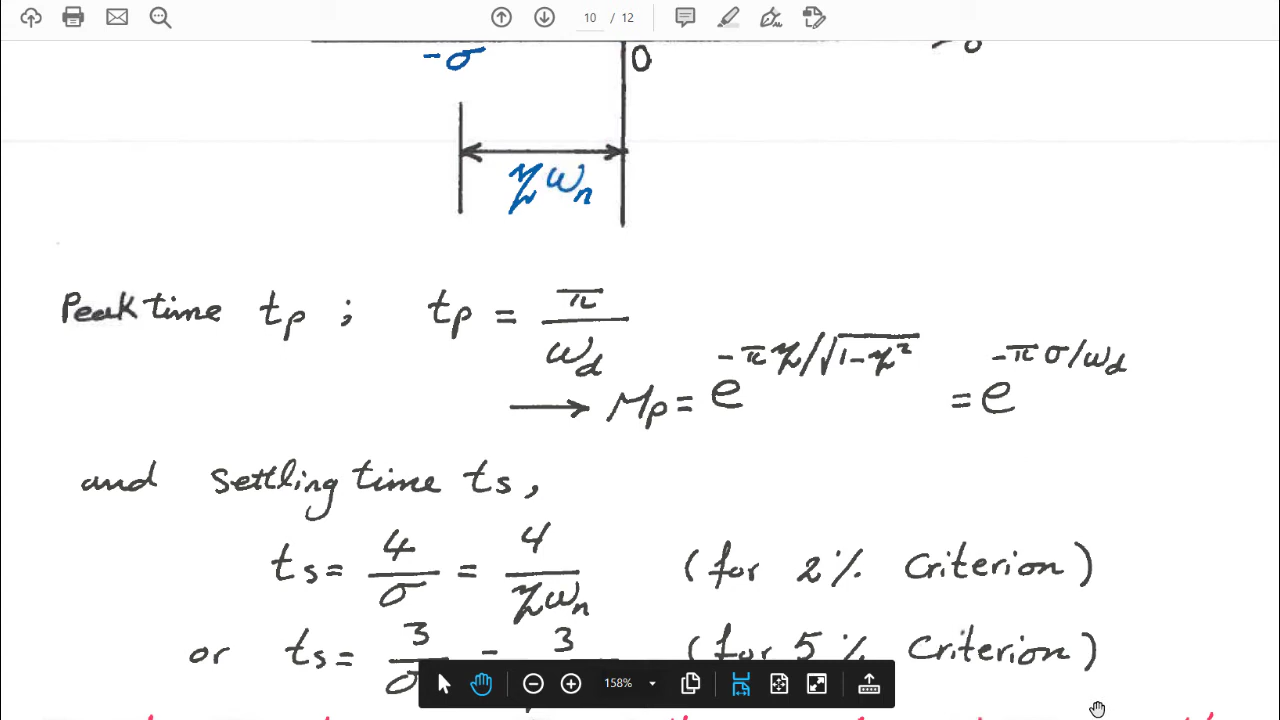 10 / 12
-σ 0
ζωn
Peak time tp ; tp = π/ωd
→ Mp = e^(-πζ/√(1-ζ²)) = e^(-πσ/ωd)
and settling time ts,
ts = 4/σ = 4/ζωn (for 2% criterion)
or ts = 3/σ = 3 (for 5% criterion)
158%